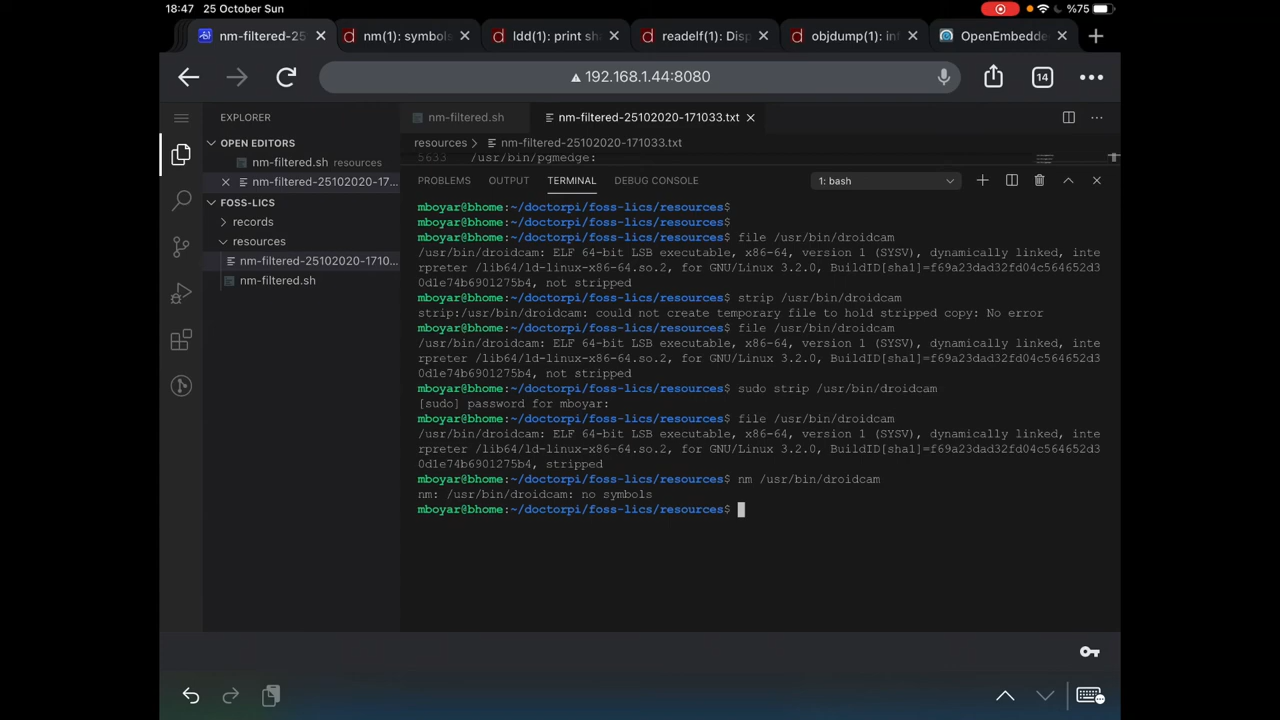 18:47 25 October Sun
%75
nm-filtered-25
nm(1): symbols
ldd(1): print sh
readelf(1): Disp
objdump(1): inf
OpenEmbedde
192.168.1.44:8080
14
EXPLORER
nm-filtered.sh
nm-filtered-25102020-171033.txt
OPEN EDITORS
resources
nm-filtered-25102020-171033.txt
nm-filtered.sh resources
5633 /usr/bin/pgmedge:
nm-filtered-25102020-17...
PROBLEMS
OUTPUT
TERMINAL
DEBUG CONSOLE
1: bash
FOSS-LICS
records
resources
nm-filtered-25102020-1710...
nm-filtered.sh
mboyar@bhome:~/doctorpi/foss-lics/resources$
mboyar@bhome:~/doctorpi/foss-lics/resources$
mboyar@bhome:~/doctorpi/foss-lics/resources$ file /usr/bin/droidcam
/usr/bin/droidcam: ELF 64-bit LSB executable, x86-64, version 1 (SYSV), dynamically linked, inte
rpreter /lib64/ld-linux-x86-64.so.2, for GNU/Linux 3.2.0, BuildID[sha1]=f69a23dad32fd04c564652d3
0d1e74b6901275b4, not stripped
mboyar@bhome:~/doctorpi/foss-lics/resources$ strip /usr/bin/droidcam
strip:/usr/bin/droidcam: could not create temporary file to hold stripped copy: No error
mboyar@bhome:~/doctorpi/foss-lics/resources$ file /usr/bin/droidcam
/usr/bin/droidcam: ELF 64-bit LSB executable, x86-64, version 1 (SYSV), dynamically linked, inte
rpreter /lib64/ld-linux-x86-64.so.2, for GNU/Linux 3.2.0, BuildID[sha1]=f69a23dad32fd04c564652d3
0d1e74b6901275b4, not stripped
mboyar@bhome:~/doctorpi/foss-lics/resources$ sudo strip /usr/bin/droidcam
[sudo] password for mboyar:
mboyar@bhome:~/doctorpi/foss-lics/resources$ file /usr/bin/droidcam
/usr/bin/droidcam: ELF 64-bit LSB executable, x86-64, version 1 (SYSV), dynamically linked, inte
rpreter /lib64/ld-linux-x86-64.so.2, for GNU/Linux 3.2.0, BuildID[sha1]=f69a23dad32fd04c564652d3
0d1e74b6901275b4, stripped
mboyar@bhome:~/doctorpi/foss-lics/resources$ nm /usr/bin/droidcam
nm: /usr/bin/droidcam: no symbols
mboyar@bhome:~/doctorpi/foss-lics/resources$